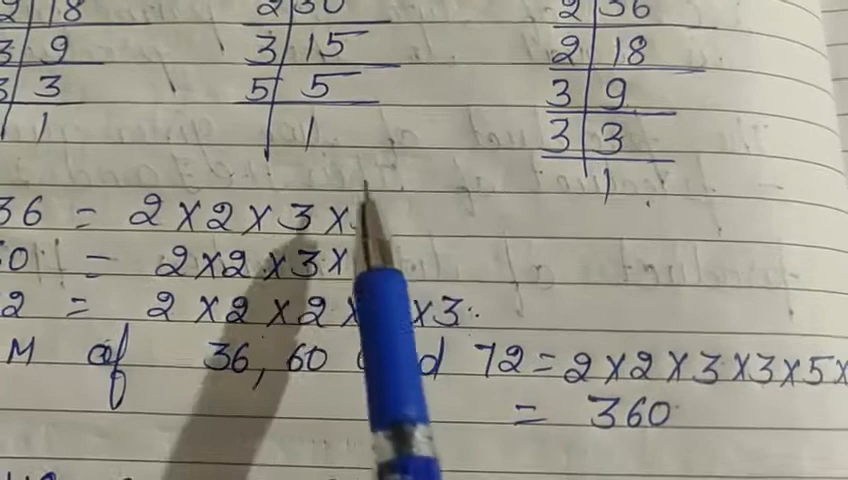 2 | 18 2 | 30 2 | 36
3 | 9 3 | 15 2 | 18
3 | 3 5 | 5 3 | 9
1 1 3 | 3
1
36 = 2 × 2 × 3 ×
0 = 2 × 2 × 3 ×
2 = 2 × 2 × 2 × × 3
M of 36, 60 d 72 = 2 × 2 × 3 × 3 × 5 ×
= 360